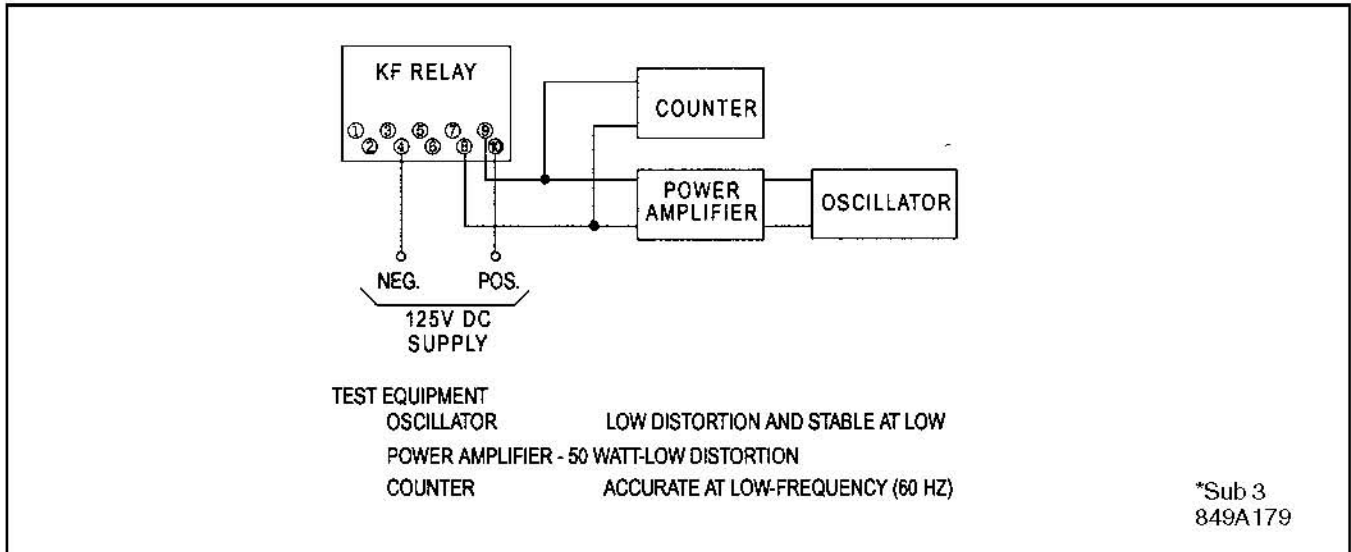 KF RELAY
COUNTER
① ③ ⑤ ⑦ ⑨
② ④ ⑥ ⑧ ⑩
POWER
AMPLIFIER
OSCILLATOR
NEG. POS.
125V DC
SUPPLY
TEST EQUIPMENT
OSCILLATOR LOW DISTORTION AND STABLE AT LOW
POWER AMPLIFIER - 50 WATT-LOW DISTORTION
COUNTER ACCURATE AT LOW-FREQUENCY (60 HZ)
*Sub 3
849A179